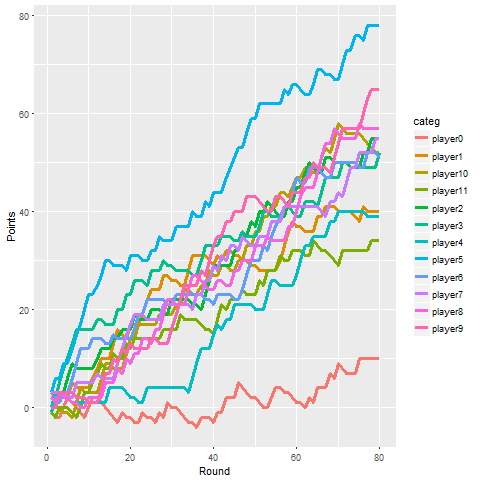 80
60
40
20
0
Points
0
20
40
60
80
Round
categ
player0
player1
player10
player11
player2
player3
player4
player5
player6
player7
player8
player9